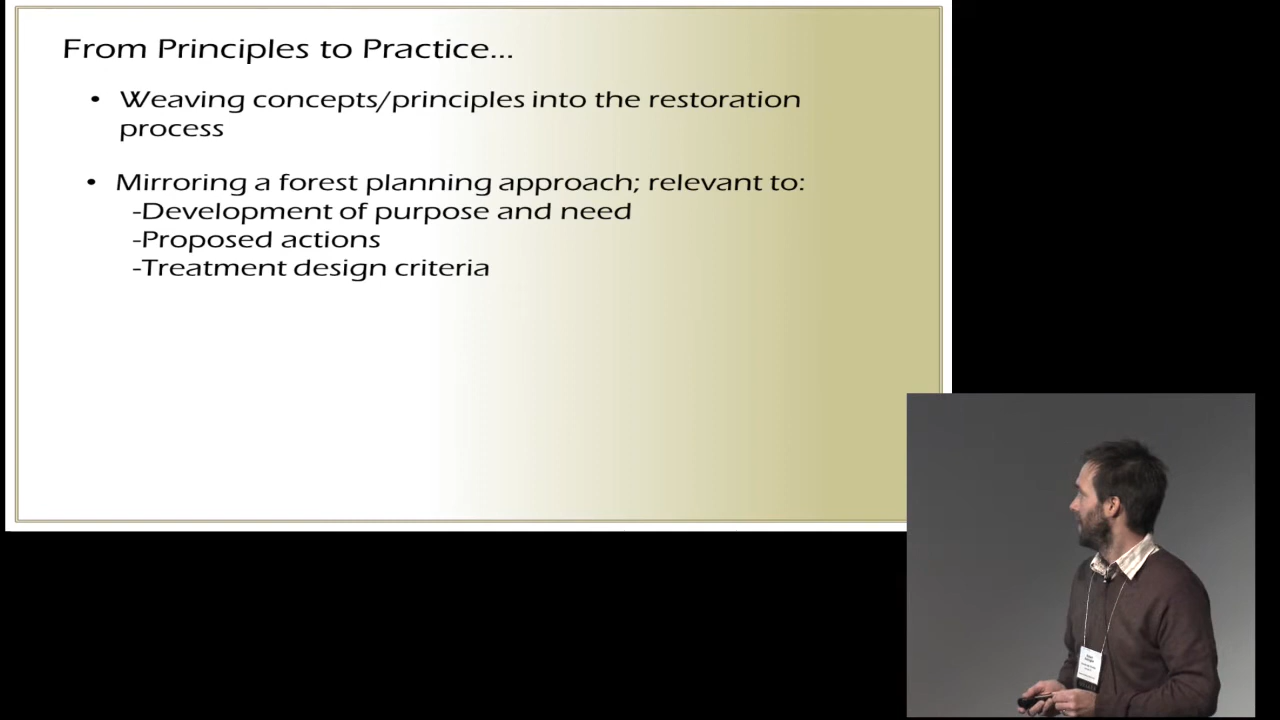 From Principles to Practice...
• Weaving concepts/principles into the restoration
process
• Mirroring a forest planning approach; relevant to:
-Development of purpose and need
-Proposed actions
-Treatment design criteria